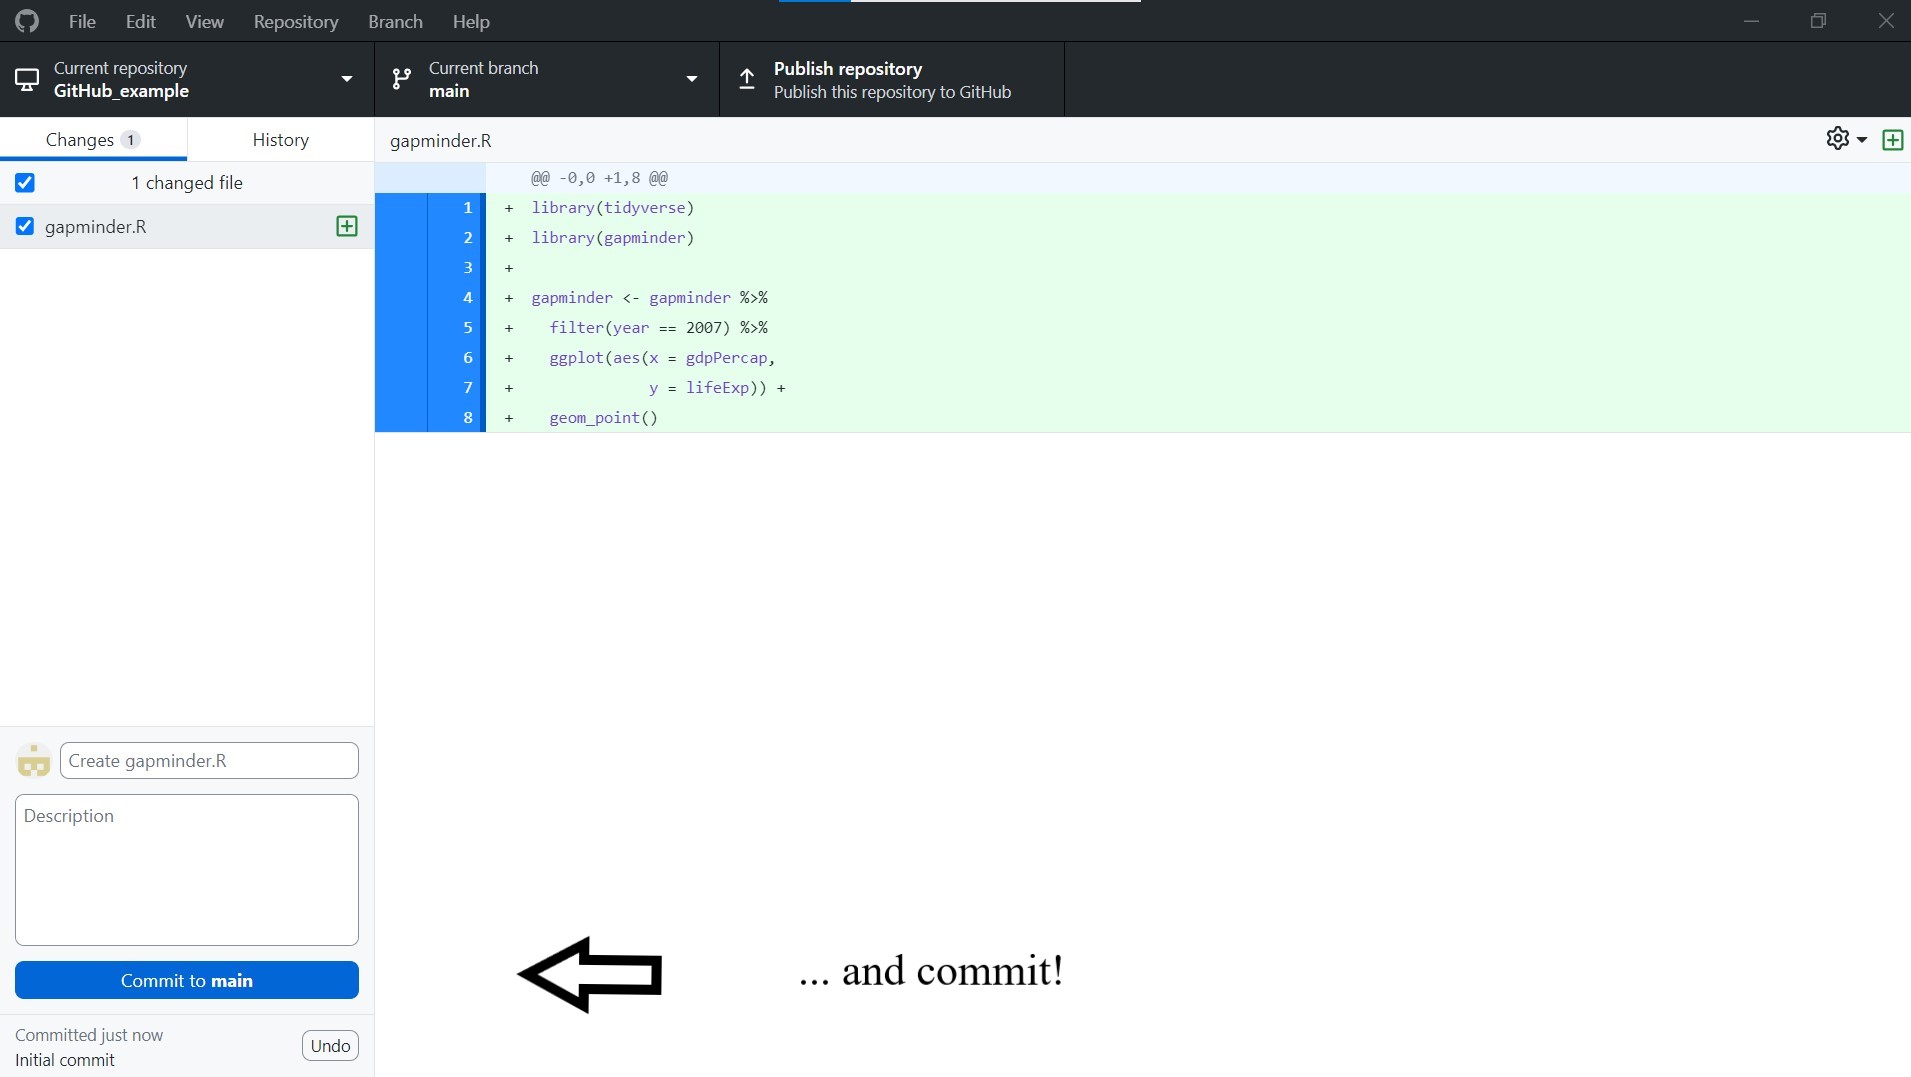 File Edit View Repository Branch Help
Current repository
GitHub_example
Current branch
main
Publish repository
Publish this repository to GitHub
Changes 1
History
gapminder.R
1 changed file
gapminder.R
@@ -0,0 +1,8 @@
1 + library(tidyverse)
2 + library(gapminder)
3 +
4 + gapminder <- gapminder %>%
5 +   filter(year == 2007) %>%
6 +   ggplot(aes(x = gdpPercap,
7 +              y = lifeExp)) +
8 +   geom_point()
Create gapminder.R
Description
Commit to main
... and commit!
Committed just now
Initial commit
Undo